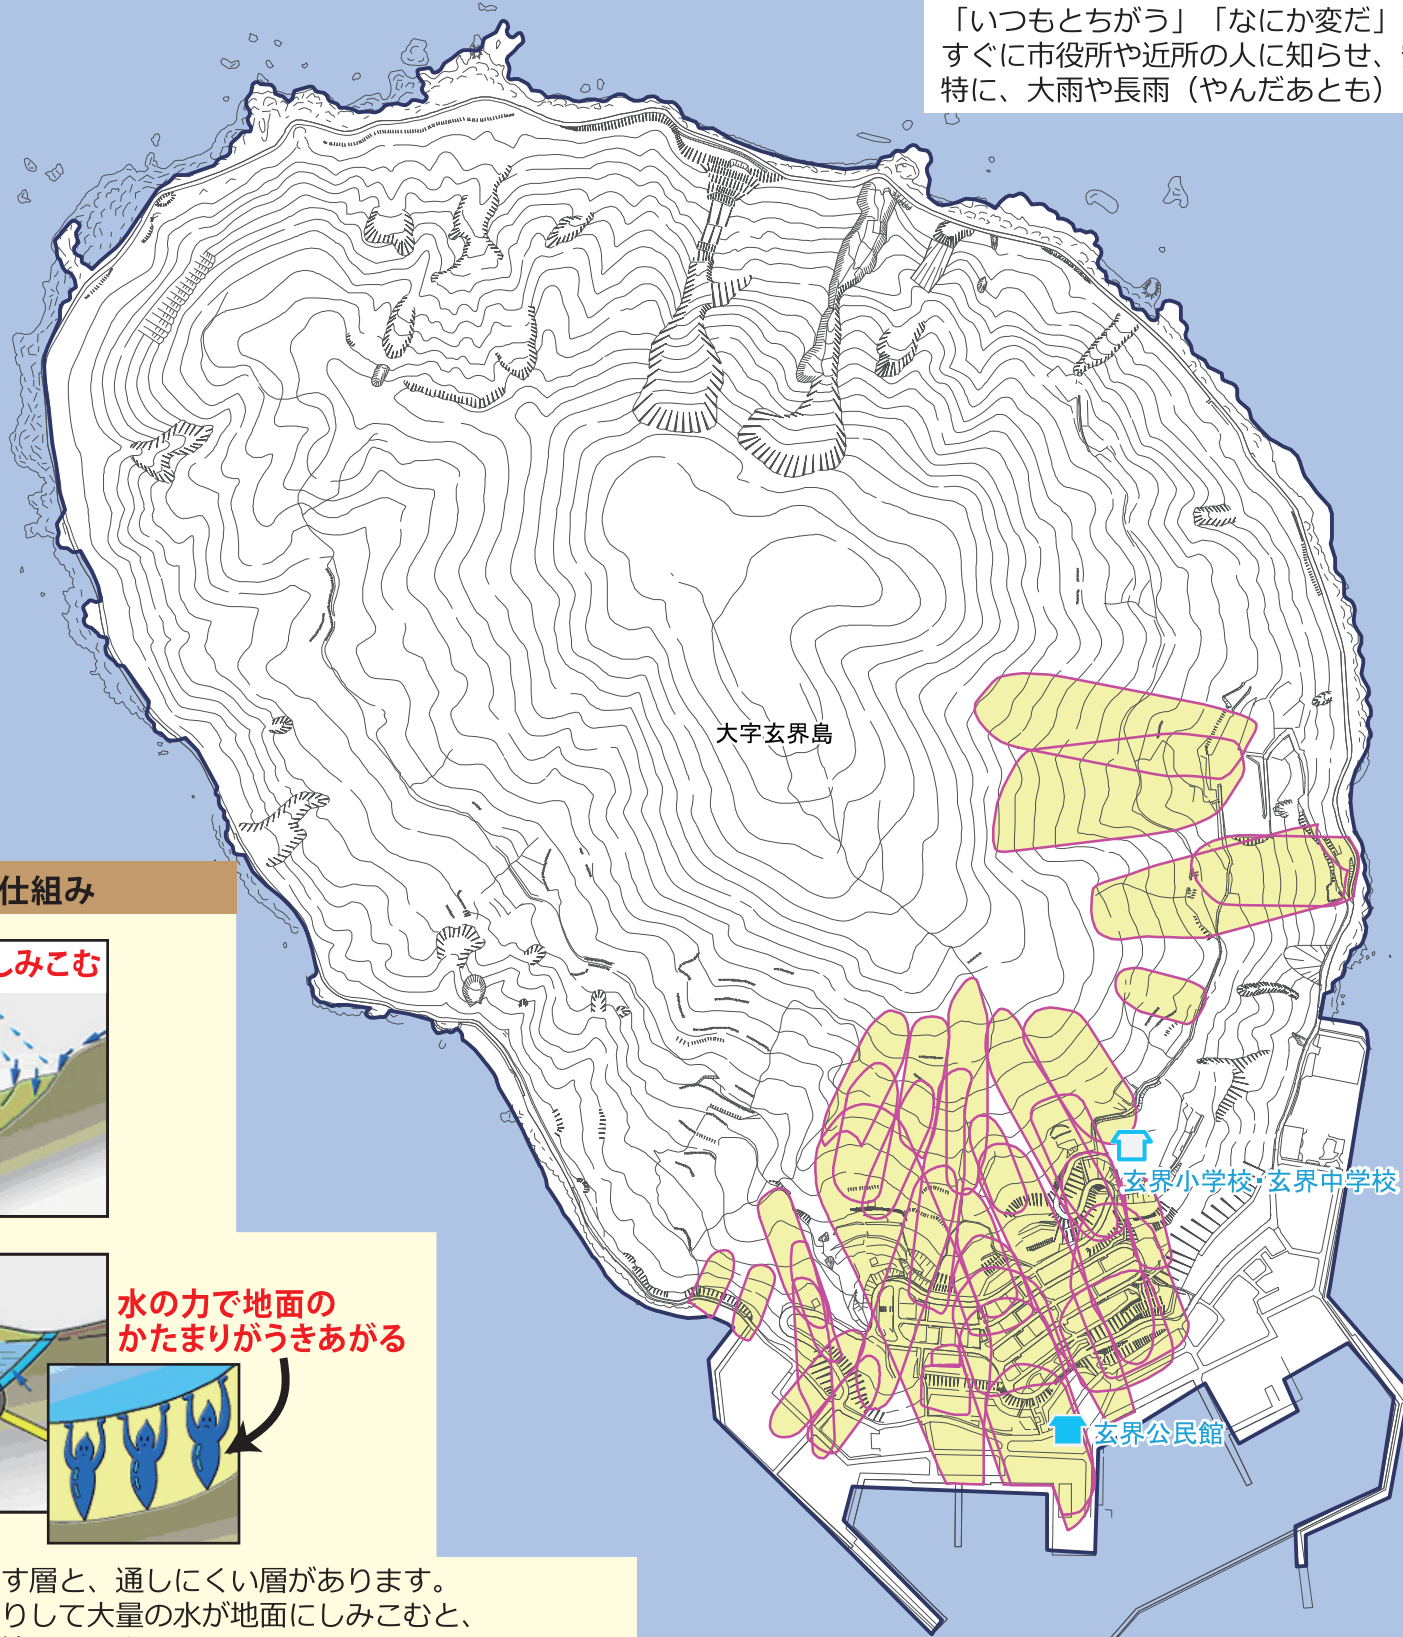 「いつもとちがう」「なにか変だ」
すぐに市役所や近所の人に知らせ、
特に、大雨や長雨（やんだあとも）
大字玄界島
仕組み
しみこむ
玄界小学校・玄界中学校
水の力で地面の
かたまりがうきあがる
玄界公民館
す層と、通しにくい層があります。
りして大量の水が地面にしみこむと、